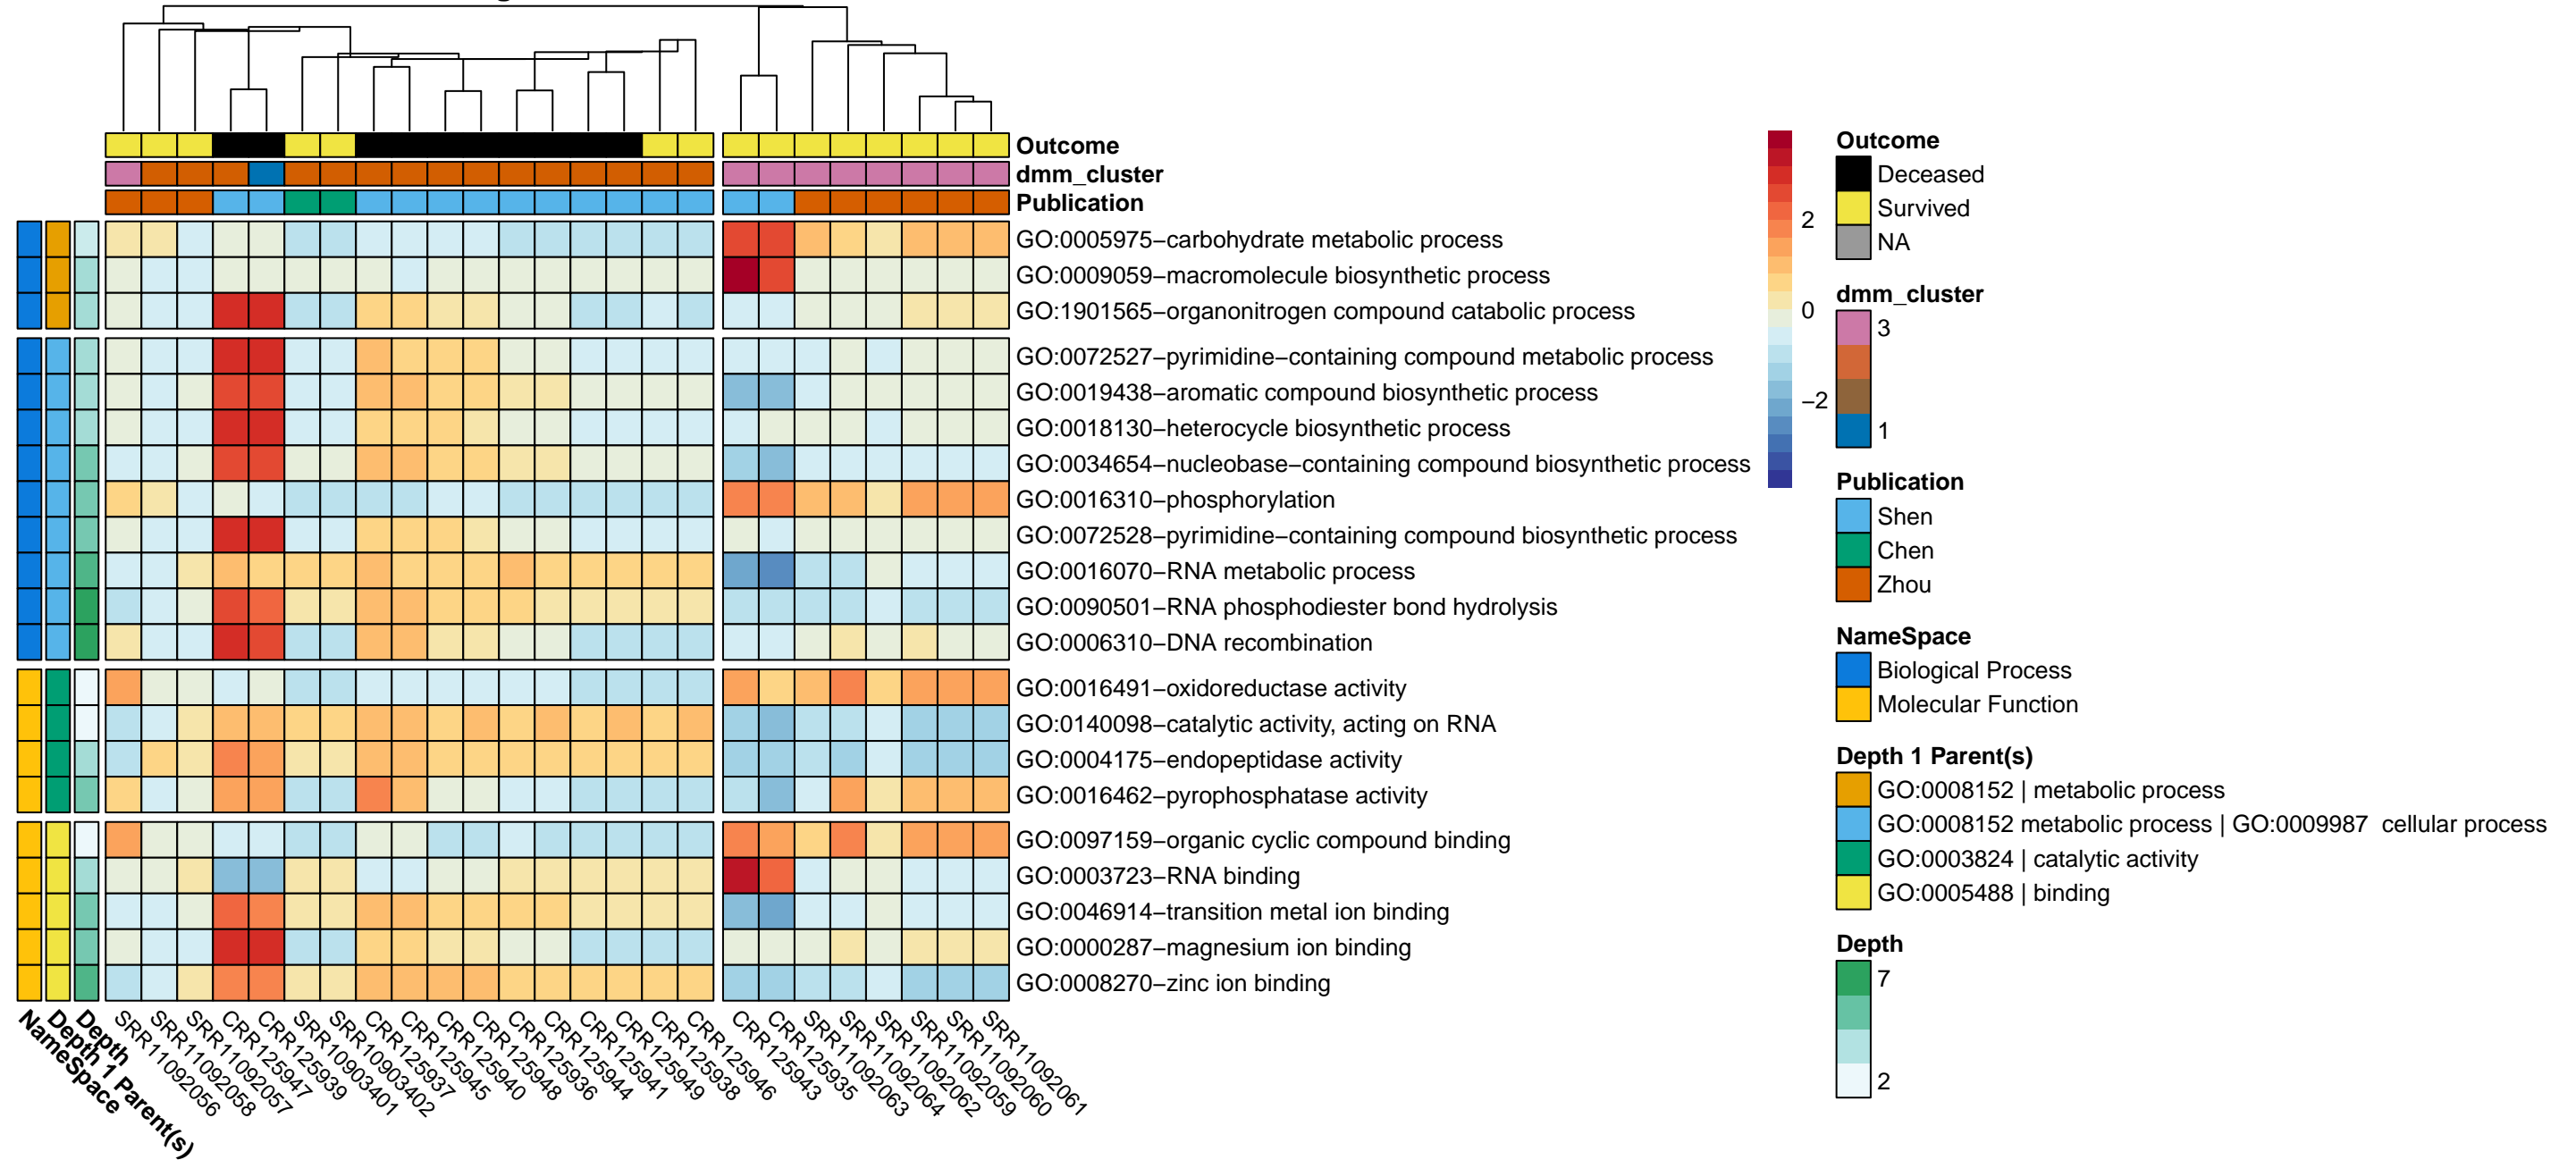 Outcome
dmm_cluster
Publication
GO:0005975−carbohydrate metabolic process
GO:0009059−macromolecule biosynthetic process
GO:1901565−organonitrogen compound catabolic process
GO:0072527−pyrimidine−containing compound metabolic process
GO:0019438−aromatic compound biosynthetic process
GO:0018130−heterocycle biosynthetic process
GO:0034654−nucleobase−containing compound biosynthetic process
GO:0016310−phosphorylation
GO:0072528−pyrimidine−containing compound biosynthetic process
GO:0016070−RNA metabolic process
GO:0090501−RNA phosphodiester bond hydrolysis
GO:0006310−DNA recombination
GO:0016491−oxidoreductase activity
GO:0140098−catalytic activity, acting on RNA
GO:0004175−endopeptidase activity
GO:0016462−pyrophosphatase activity
GO:0097159−organic cyclic compound binding
GO:0003723−RNA binding
GO:0046914−transition metal ion binding
GO:0000287−magnesium ion binding
GO:0008270−zinc ion binding
NameSpace
Depth 1 Parent(s)
Depth
SRR11092056
SRR11092058
SRR11092057
CRR125947
CRR125939
SRR10903401
SRR10903402
CRR125937
CRR125945
CRR125940
CRR125948
CRR125936
CRR125944
CRR125941
CRR125949
CRR125938
CRR125946
CRR125943
CRR125935
SRR11092063
SRR11092064
SRR11092062
SRR11092059
SRR11092060
SRR11092061
2
0
−2
Outcome
Deceased
Survived
NA
dmm_cluster
3
1
Publication
Shen
Chen
Zhou
NameSpace
Biological Process
Molecular Function
Depth 1 Parent(s)
GO:0008152 | metabolic process
GO:0008152 metabolic process | GO:0009987  cellular process
GO:0003824 | catalytic activity
GO:0005488 | binding
Depth
7
2